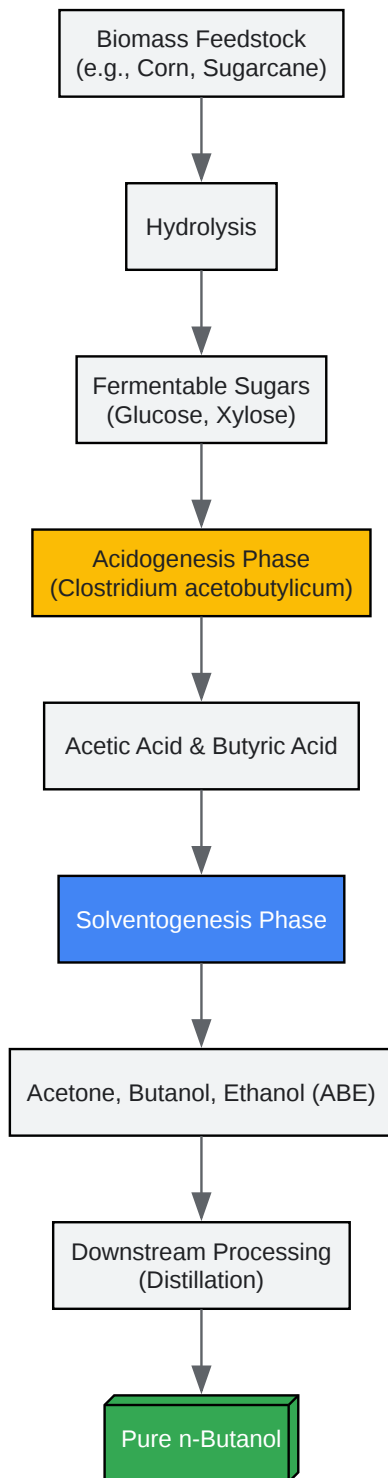 Biomass Feedstock
(e.g., Corn, Sugarcane)
Hydrolysis
Fermentable Sugars
(Glucose, Xylose)
Acidogenesis Phase
(Clostridium acetobutylicum)
Acetic Acid & Butyric Acid
Solventogenesis Phase
Acetone, Butanol, Ethanol (ABE)
Downstream Processing
(Distillation)
Pure n-Butanol